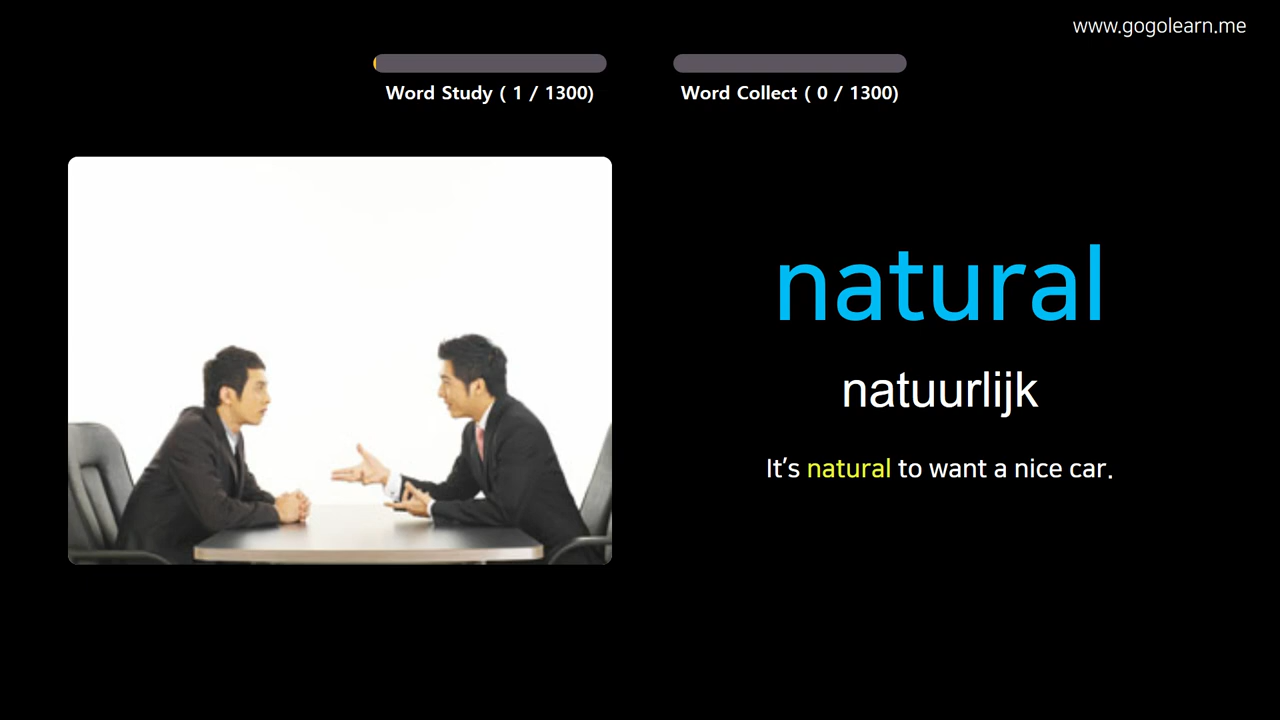 www.gogolearn.me
Word Study ( 1 / 1300)
Word Collect ( 0 / 1300)
natural
natuurlijk
It's natural to want a nice car.